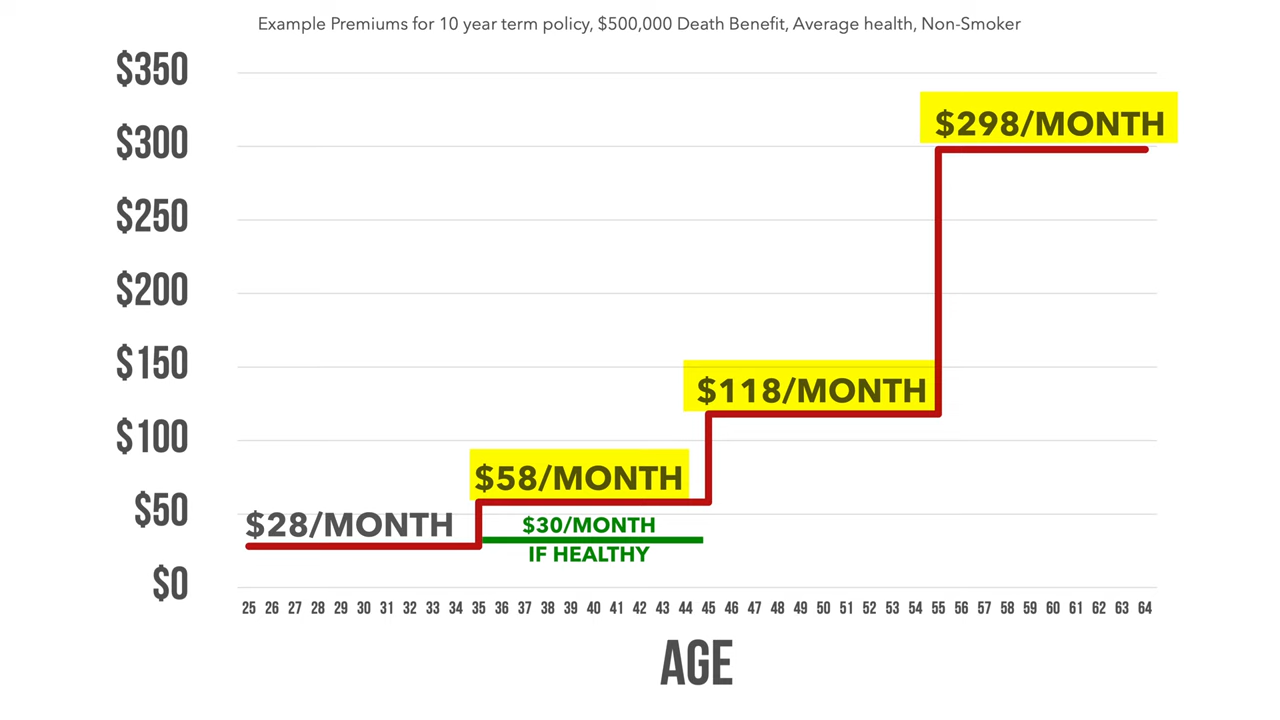 Example Premiums for 10 year term policy, $500,000 Death Benefit, Average health, Non-Smoker
$350
$300
$250
$200
$150
$100
$50
$0
$298/MONTH
$118/MONTH
$58/MONTH
$28/MONTH
$30/MONTH
IF HEALTHY
25 26 27 28 29 30 31 32 33 34 35 36 37 38 39 40 41 42 43 44 45 46 47 48 49 50 51 52 53 54 55 56 57 58 59 60 61 62 63 64
AGE